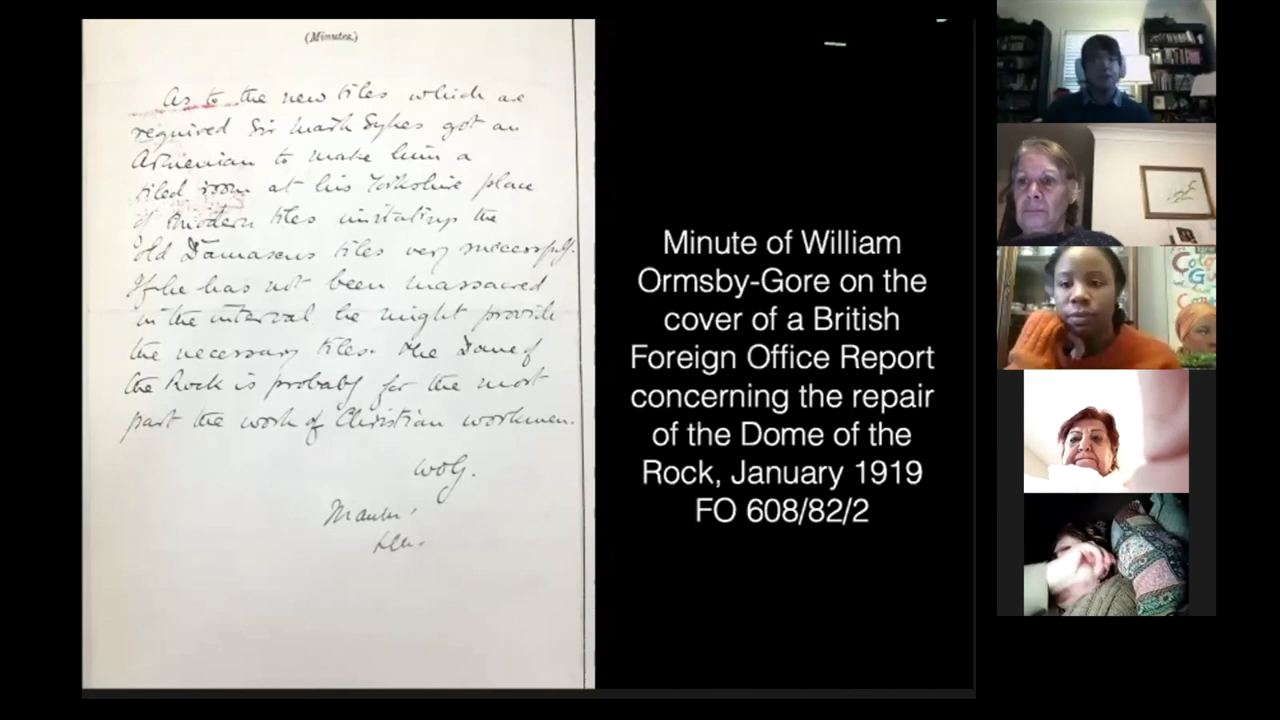 (Minutes.)
As to the new tiles which are
required Sir Mark Sykes got an
Armenian to make him a
tiled room at his Yorkshire place
of modern tiles imitating the
old Damascus tiles very successfully.
If he has not been massacred
in the interval he might provide
the necessary tiles. The Dome of
the Rock is probably for the most
part the work of Christian workmen.
WOG.
Minute of William
Ormsby-Gore on the
cover of a British
Foreign Office Report
concerning the repair
of the Dome of the
Rock, January 1919
FO 608/82/2